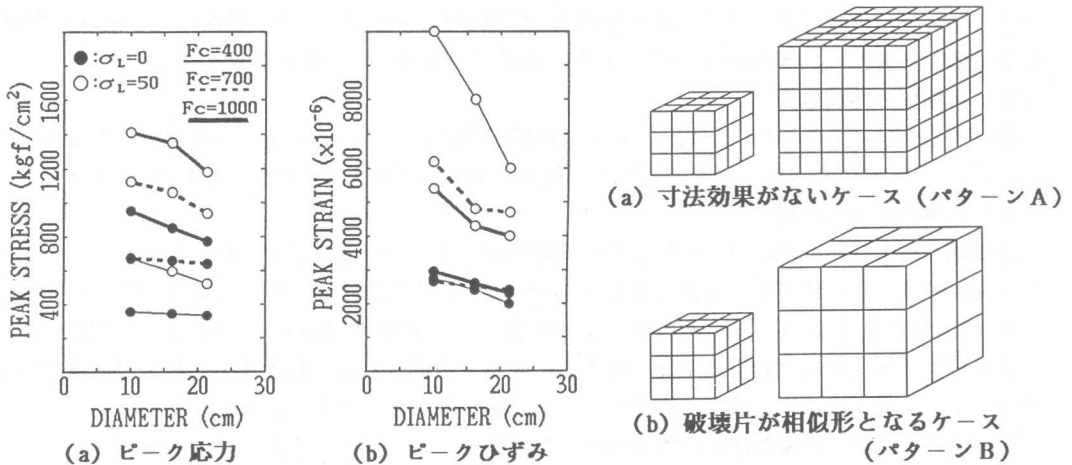 ●:σL=0
○:σL=50
Fc=400
Fc=700
Fc=1000
PEAK STRESS (kgf/cm²)
400
800
1200
1600
0
10
20
30
DIAMETER (cm)
(a) ピーク応力
PEAK STRAIN (×10⁻⁶)
2000
4000
6000
8000
0
10
20
30
DIAMETER (cm)
(b) ピークひずみ
(a) 寸法効果がないケース (パターンA)
(b) 破壊片が相似形となるケース
(パターンB)